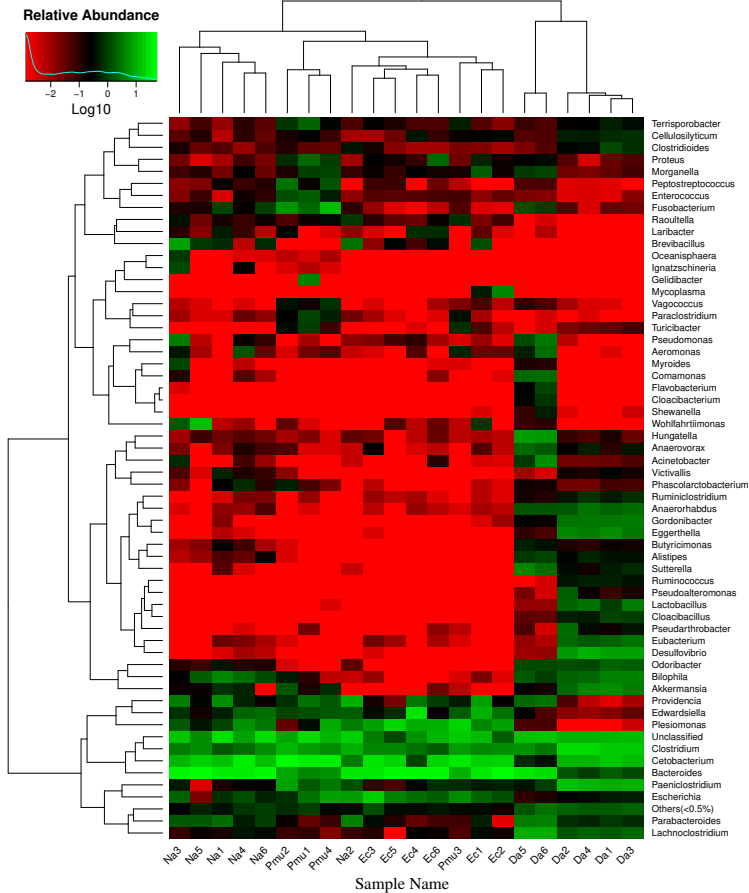 Relative Abundance
−2 −1 0 1
Log10
Terrisporobacter
Cellulosilyticum
Clostridioides
Proteus
Morganella
Peptostreptococcus
Enterococcus
Fusobacterium
Raoultella
Laribacter
Brevibacillus
Oceanisphaera
Ignatzschineria
Gelidibacter
Mycoplasma
Vagococcus
Paraclostridium
Turicibacter
Pseudomonas
Aeromonas
Myroides
Comamonas
Flavobacterium
Cloacibacterium
Shewanella
Wohlfahrtiimonas
Hungatella
Anaerovorax
Acinetobacter
Victivallis
Phascolarctobacterium
Ruminiclostridium
Anaerorhabdus
Gordonibacter
Eggerthella
Butyricimonas
Alistipes
Sutterella
Ruminococcus
Pseudoalteromonas
Lactobacillus
Cloacibacillus
Pseudarthrobacter
Eubacterium
Desulfovibrio
Odoribacter
Bilophila
Akkermansia
Providencia
Edwardsiella
Plesiomonas
Unclassified
Clostridium
Cetobacterium
Bacteroides
Paeniclostridium
Escherichia
Others(<0.5%)
Parabacteroides
Lachnoclostridium
Na3 Na5 Na1 Na4 Na6 Pmu2 Pmu1 Pmu4 Na2 Ec3 Ec5 Ec4 Ec6 Pmu3 Ec1 Ec2 Da5 Da6 Da2 Da4 Da1 Da3
Sample Name